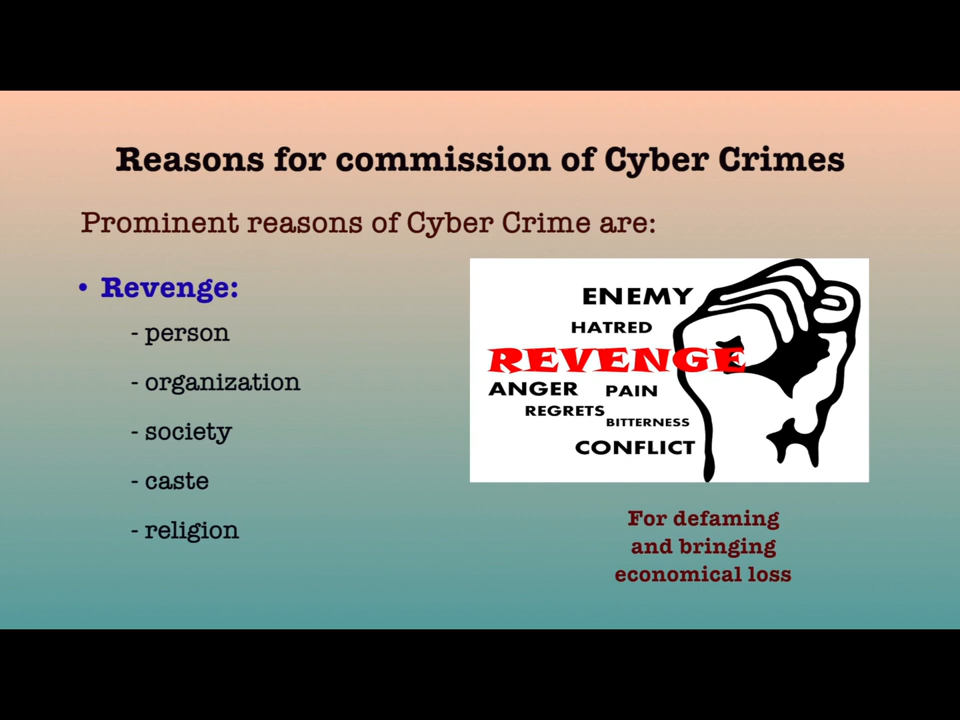 Reasons for commission of Cyber Crimes
Prominent reasons of Cyber Crime are:
• Revenge:
- person
- organization
- society
- caste
- religion
ENEMY
HATRED
REVENGE
ANGER PAIN
REGRETS
BITTERNESS
CONFLICT
For defaming
and bringing
economical loss